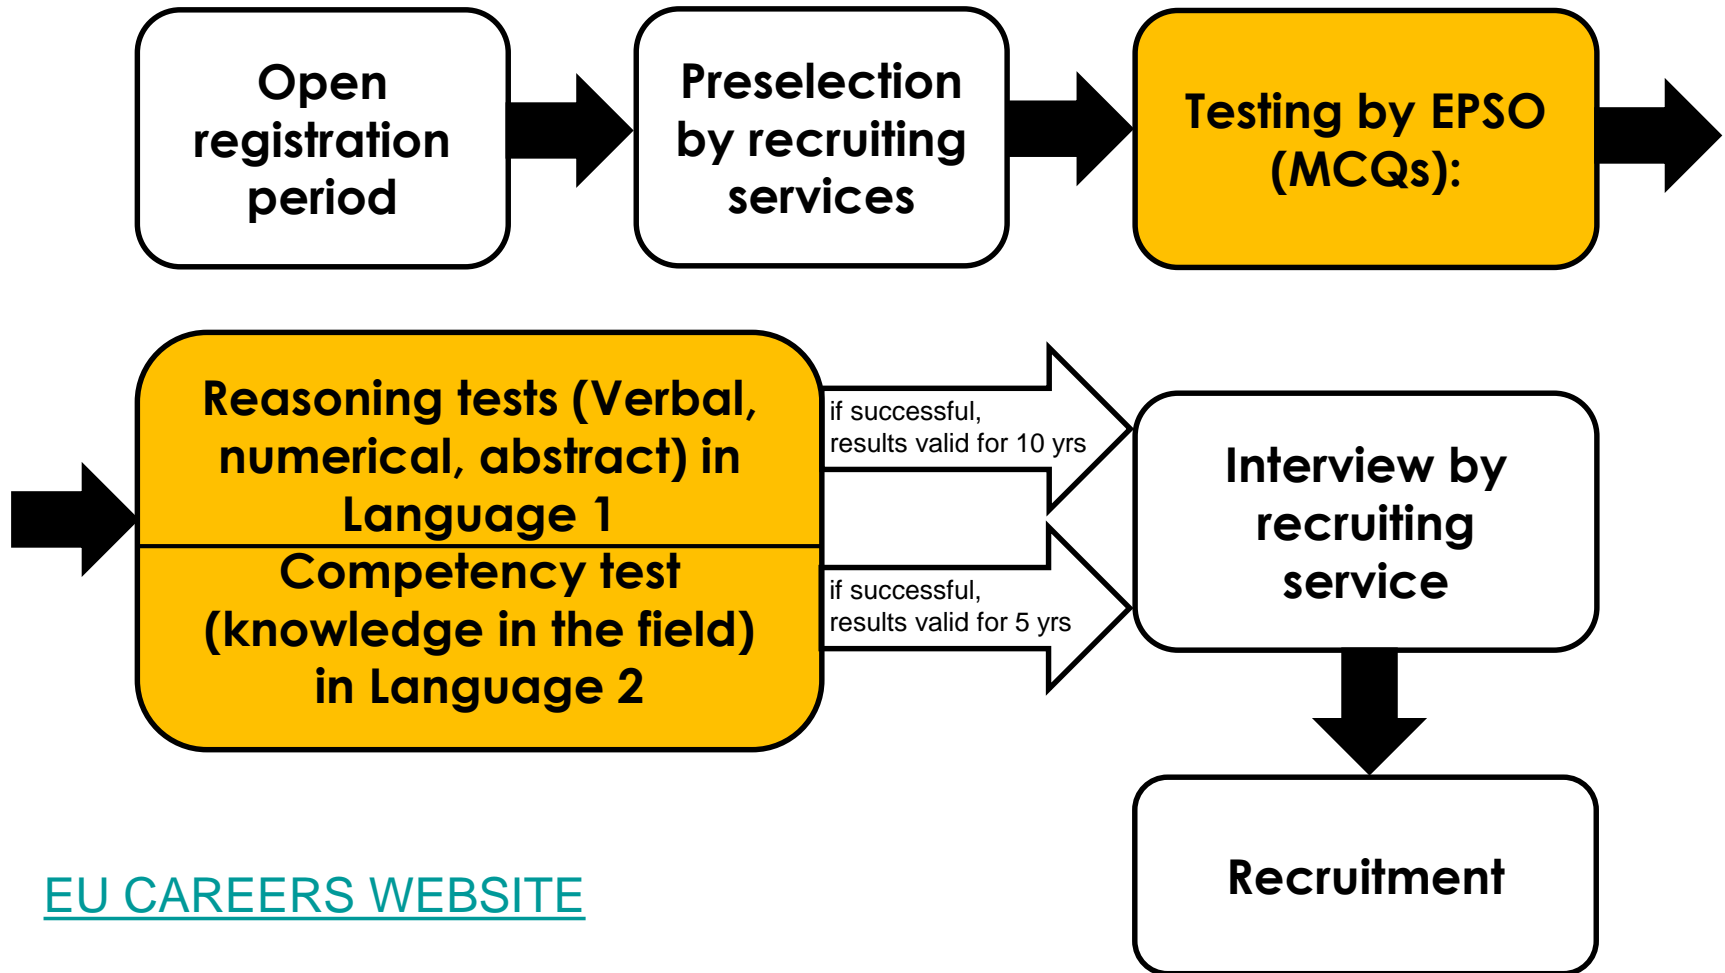 Open
registration
period
Preselection
by recruiting
services
Testing by EPSO
(MCQs):
Reasoning tests (Verbal,
numerical, abstract) in
Language 1
Competency test
(knowledge in the field)
in Language 2
if successful,
results valid for 10 yrs
if successful,
results valid for 5 yrs
Interview by
recruiting
service
Recruitment
EU CAREERS WEBSITE